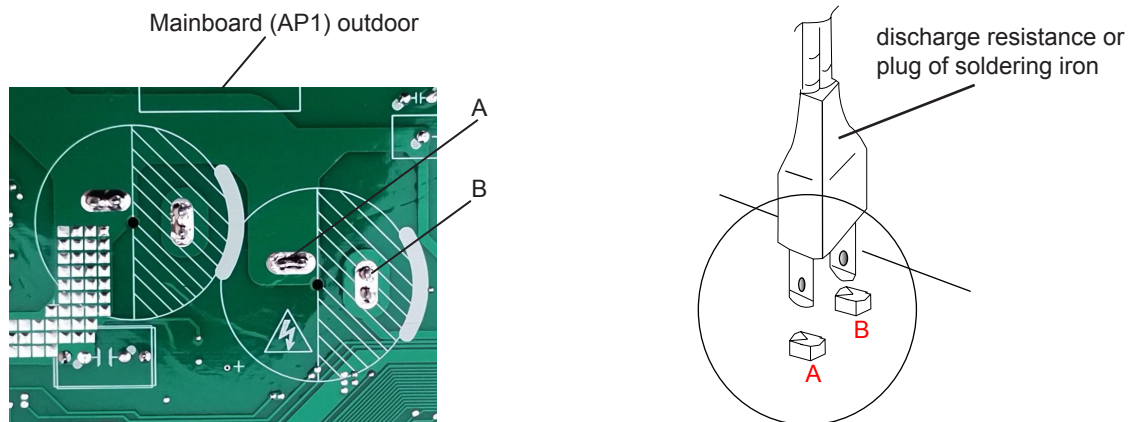 Mainboard (AP1) outdoor
A
B
discharge resistance or
plug of soldering iron
B
A